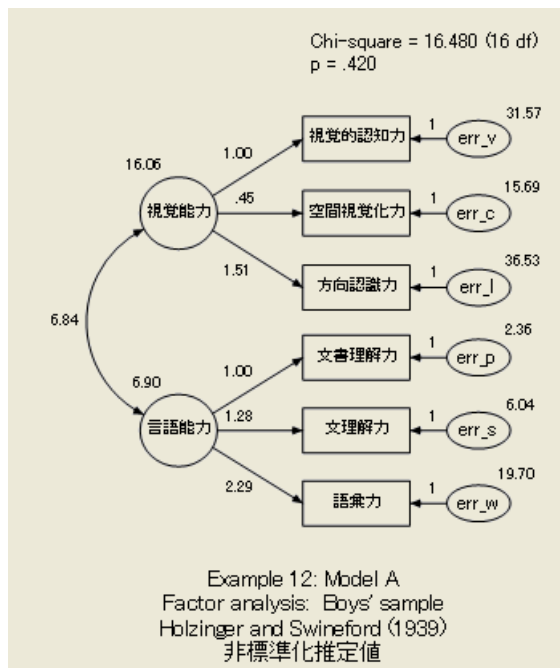 Chi-square = 16.480 (16 df)
p = .420
31.57
視覚的認知力
1
err_v
16.06
1.00
15.69
視覚能力
.45
空間視覚化力
1
err_c
36.53
1.51
方向認識力
1
err_l
6.84
2.36
文書理解力
1
err_p
6.90
1.00
6.04
言語能力
1.28
文理解力
1
err_s
19.70
2.29
語彙力
1
err_w
Example 12: Model A
Factor analysis: Boys' sample
Holzinger and Swineford (1939)
非標準化推定値